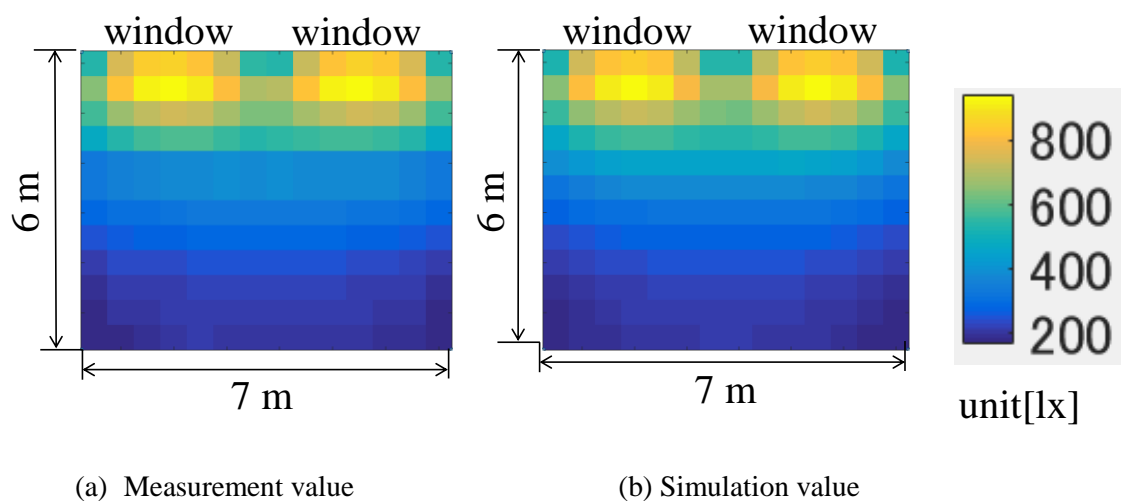 window window
window window
6 m
7 m
6 m
7 m
800
600
400
200
unit[lx]
(a) Measurement value
(b) Simulation value